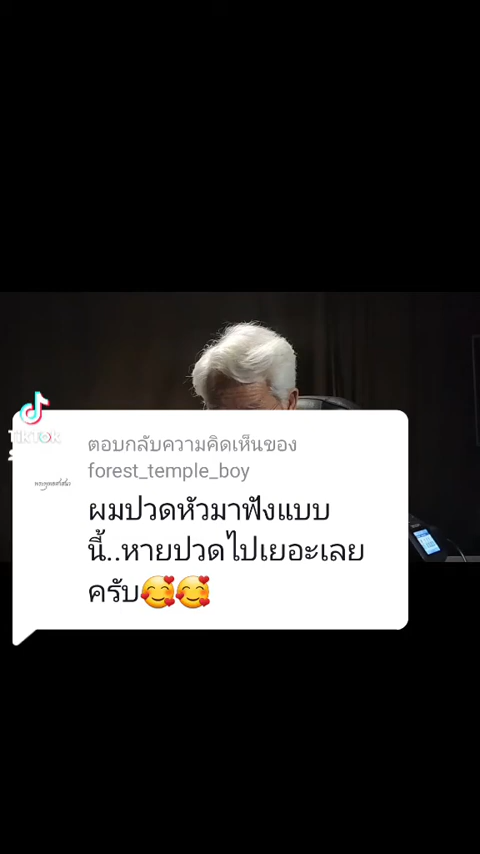 TikTok
ตอบกลับความคิดเห็นของ
forest_temple_boy
ผมปวดหัวมาฟังแบบ
นี้..หายปวดไปเยอะเลย
ครับ🥰🥰